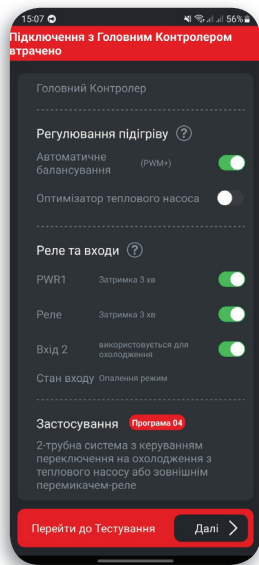 15:07 56%
Підключення з Головним Контролером
втрачено
Головний Контролер
Регулювання підігріву ?
Автоматичне
балансування (PWM+)
Оптимізатор теплового насоса
Реле та входи ?
PWR1 Затримка 3 хв
Реле Затримка 3 хв
Вхід 2 використовується для
охолодження
Стан входу Опалення режим
Застосування Програма 04
2-трубна система з керуванням
переключення на охолодження з
теплового насосу або зовнішнім
перемикачем-реле
Перейти до Тестування Далі >